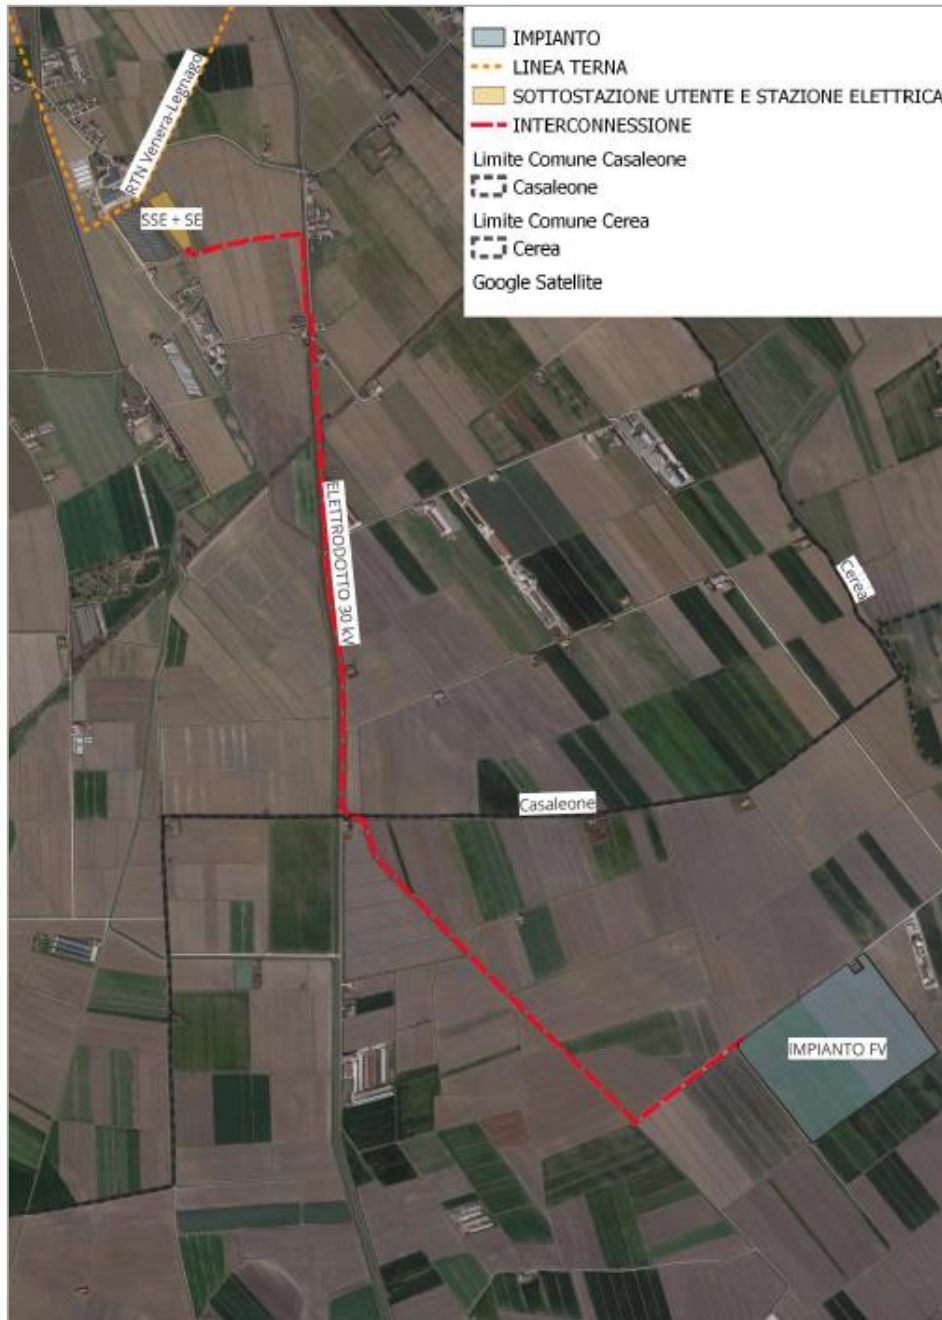 IMPIANTO
LINEA TERNA
SOTTOSTAZIONE UTENTE E STAZIONE ELETTRICA
INTERCONNESSIONE
Limite Comune Casaleone
Casaleone
Limite Comune Cerea
Cerea
Google Satellite
RTN Venera-Legnago
SSE + SE
ELETTRODOTTO 30 kV
Cerea
Casaleone
IMPIANTO FV